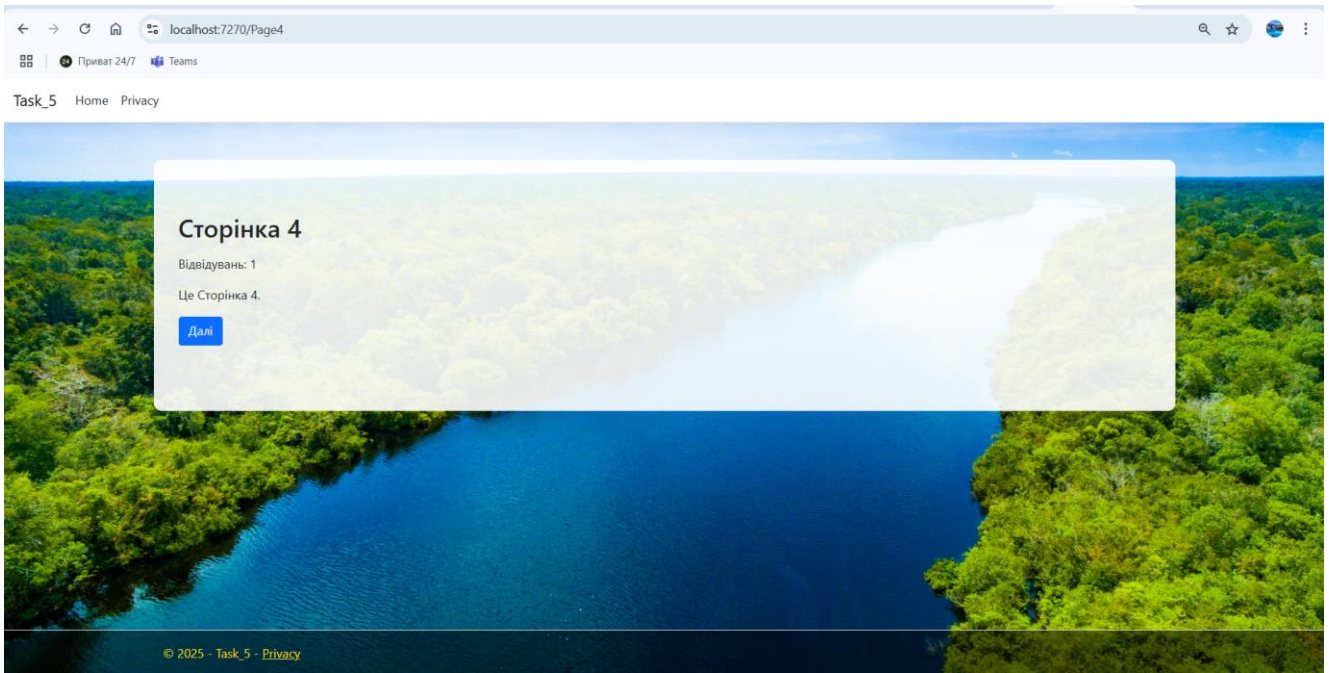 localhost:7270/Page4
24 Приват 24/7 Teams
Task_5 Home Privacy
Сторінка 4
Відвідувань: 1
Це Сторінка 4.
Далі
© 2025 - Task_5 - Privacy